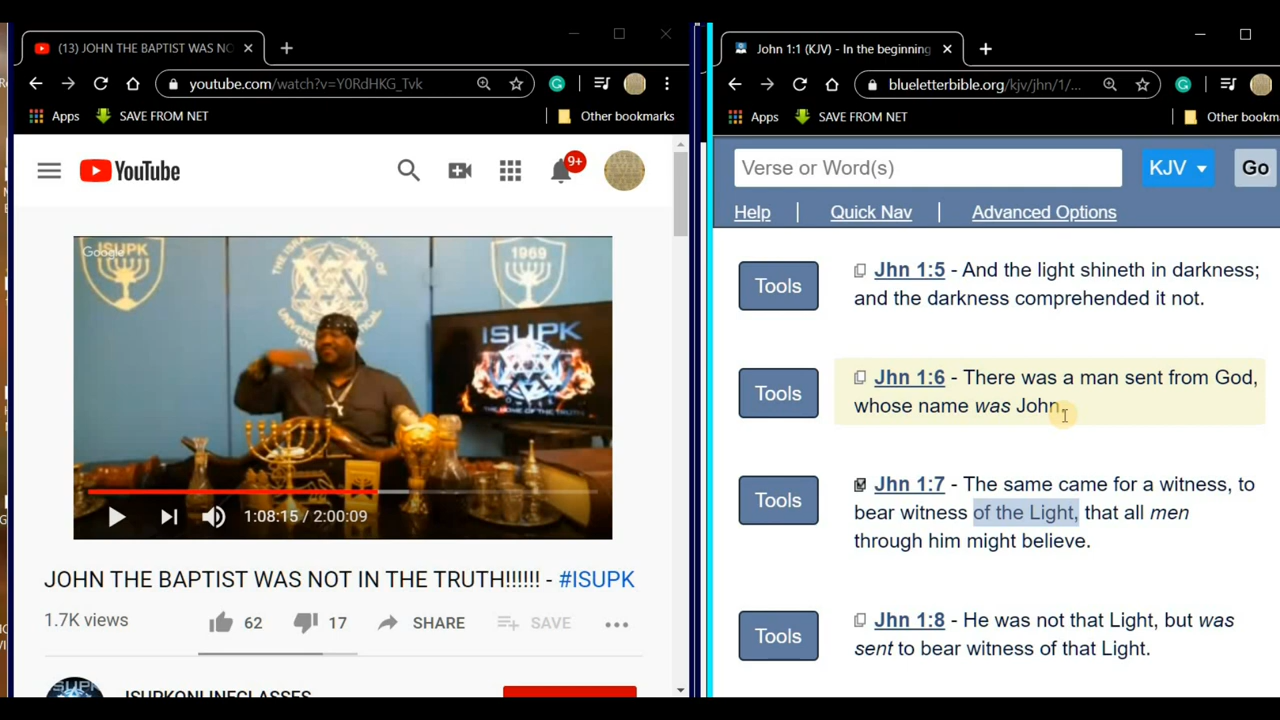 (13) JOHN THE BAPTIST WAS NO
youtube.com/watch?v=Y0RdHKG_Tvk
Apps
SAVE FROM NET
Other bookmarks
YouTube
9+
Google
ISUPK
1969
ISUPK
1:08:15 / 2:00:09
JOHN THE BAPTIST WAS NOT IN THE TRUTH!!!!!! - #ISUPK
1.7K views
62
17
SHARE
SAVE
ISUPKONLINECLASSES
John 1:1 (KJV) - In the beginning
blueletterbible.org/kjv/jhn/1/...
Apps
SAVE FROM NET
Other bookm
Verse or Word(s)
KJV
Go
Help | Quick Nav | Advanced Options
Tools
Jhn 1:5 - And the light shineth in darkness;
and the darkness comprehended it not.
Tools
Jhn 1:6 - There was a man sent from God,
whose name was John.
Tools
Jhn 1:7 - The same came for a witness, to
bear witness of the Light, that all men
through him might believe.
Tools
Jhn 1:8 - He was not that Light, but was
sent to bear witness of that Light.